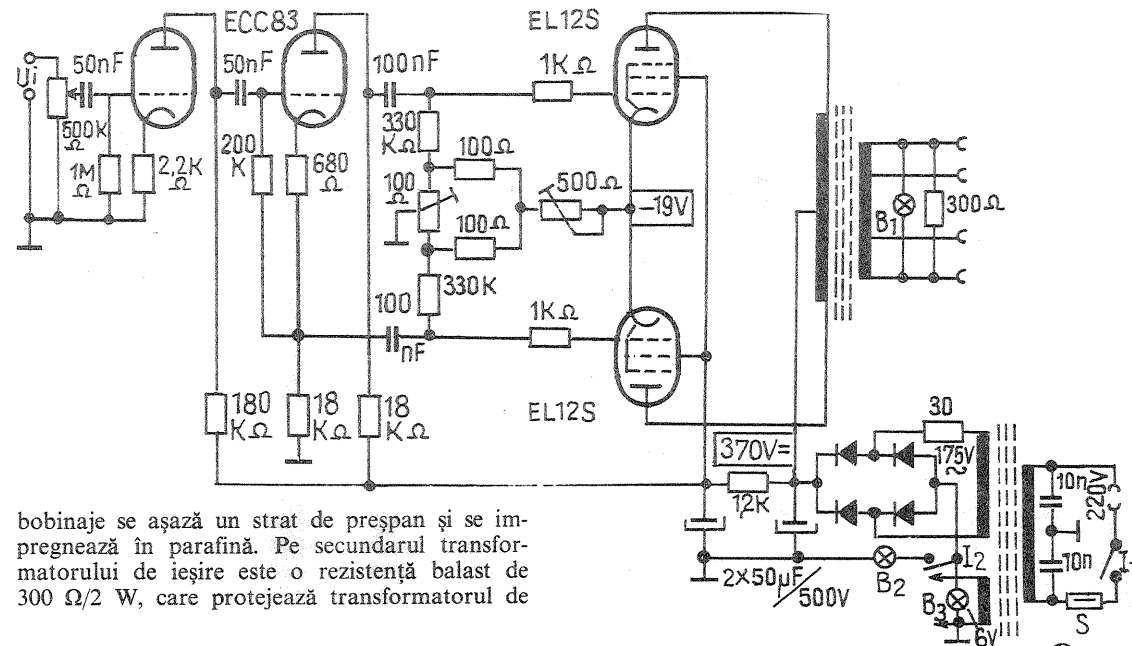 ECC83
EL12S
Ui
50nF
50nF
100nF
1KΩ
500K
Ω
1M
Ω
2,2K
Ω
200
K
680
Ω
330
KΩ
100Ω
100
Ω
500Ω
-19V
100Ω
330K
100
nF
1KΩ
B1
300Ω
EL12S
180
KΩ
18
KΩ
18
KΩ
370V=
12K
30
175V
~
10n
220V
10n
2×50µF
/500V
B2
I2
B3
6V
S
I
bobinaje se așază un strat de preșpan și se im-
pregnează în parafină. Pe secundarul transfor-
matorului de ieșire este o rezistență balast de
300 Ω/2 W, care protejează transformatorul de